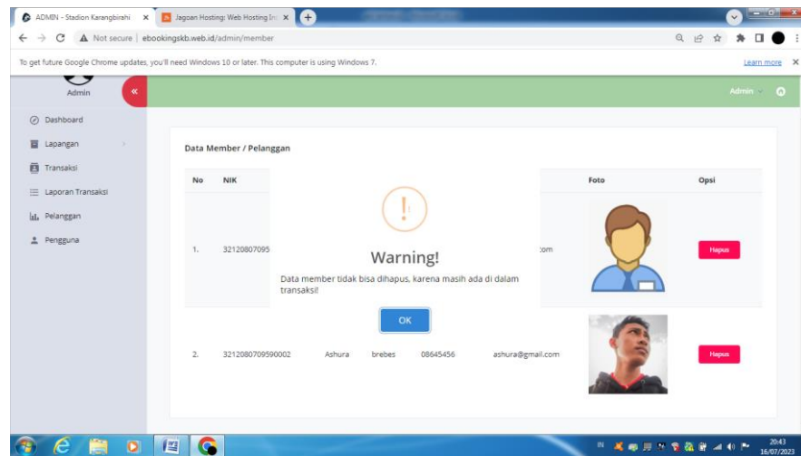 ADMIN - Stadion Karangbirahi
Jagoan Hosting: Web Hosting In
Not secure | ebookingskb.web.id/admin/member
To get future Google Chrome updates, you'll need Windows 10 or later. This computer is using Windows 7.
Learn more
Admin
Admin
Dashboard
Lapangan
Transaksi
Laporan Transaksi
Pelanggan
Pengguna
Data Member / Pelanggan
No NIK Foto Opsi
1. 32120807095 com Hapus
Warning!
Data member tidak bisa dihapus, karena masih ada di dalam
transaksi!
OK
2. 3212080709590002 Ashura brebes 08645456 ashura@gmail.com Hapus
IN
20:43
16/07/2023